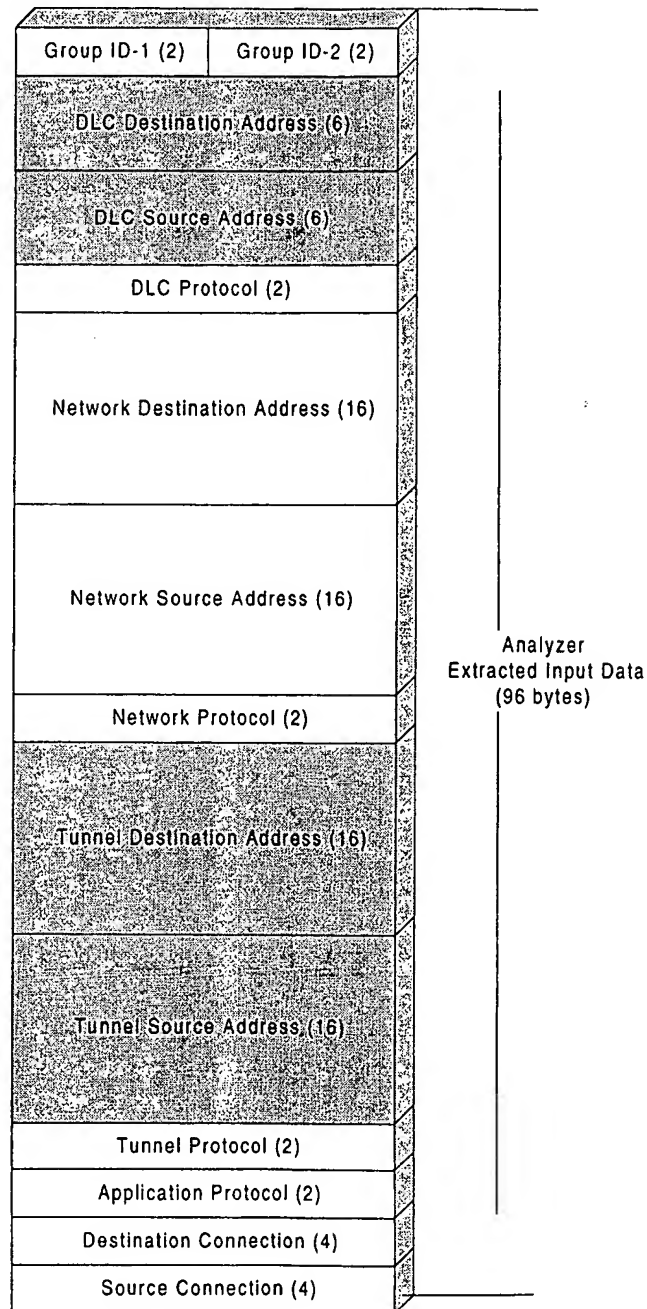 Group ID-1 (2) Group ID-2 (2)
DLC Destination Address (6)
DLC Source Address (6)
DLC Protocol (2)
Network Destination Address (16)
Network Source Address (16)
Analyzer
Extracted Input Data
(96 bytes)
Network Protocol (2)
Tunnel Destination Address (16)
Tunnel Source Address (16)
Tunnel Protocol (2)
Application Protocol (2)
Destination Connection (4)
Source Connection (4)